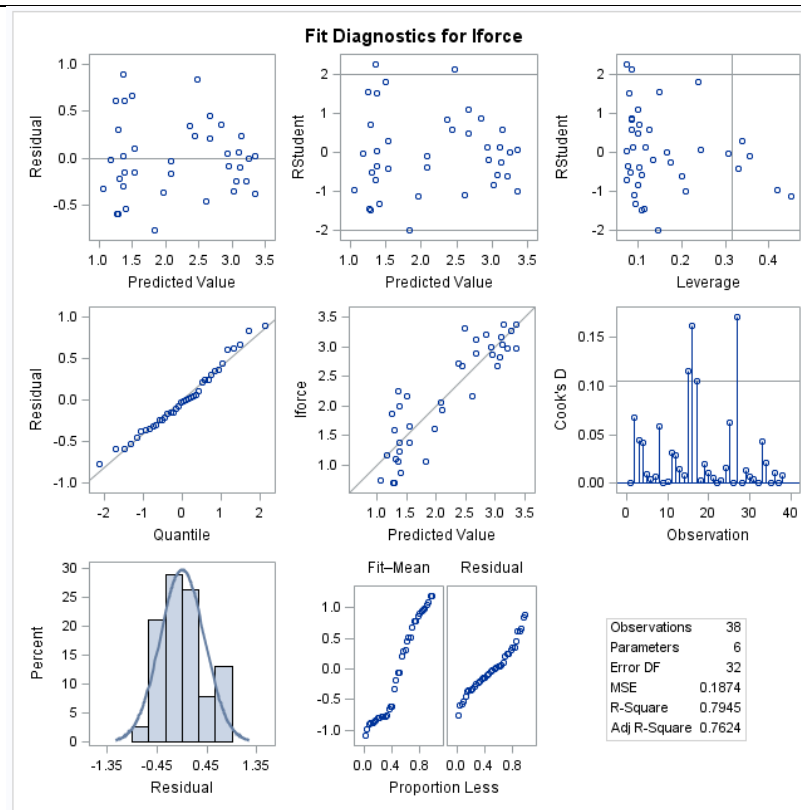 Fit Diagnostics for lforce
1.0
0.5
0.0
-0.5
Residual
1.0 1.5 2.0 2.5 3.0 3.5
Predicted Value
2
1
0
-1
-2
RStudent
1.0 1.5 2.0 2.5 3.0 3.5
Predicted Value
2
1
0
-1
-2
RStudent
0.1 0.2 0.3 0.4
Leverage
1.0
0.5
0.0
-0.5
-1.0
Residual
-2 -1 0 1 2
Quantile
3.5
3.0
2.5
2.0
1.5
1.0
lforce
1.0 1.5 2.0 2.5 3.0 3.5
Predicted Value
0.15
0.10
0.05
0.00
Cook's D
0 10 20 30 40
Observation
30
25
20
15
10
5
0
Percent
-1.35 -0.45 0.45 1.35
Residual
Fit–Mean Residual
1.0
0.5
0.0
-0.5
-1.0
0.0 0.4 0.8 0.0 0.4 0.8
Proportion Less
Observations 38
Parameters 6
Error DF 32
MSE 0.1874
R-Square 0.7945
Adj R-Square 0.7624